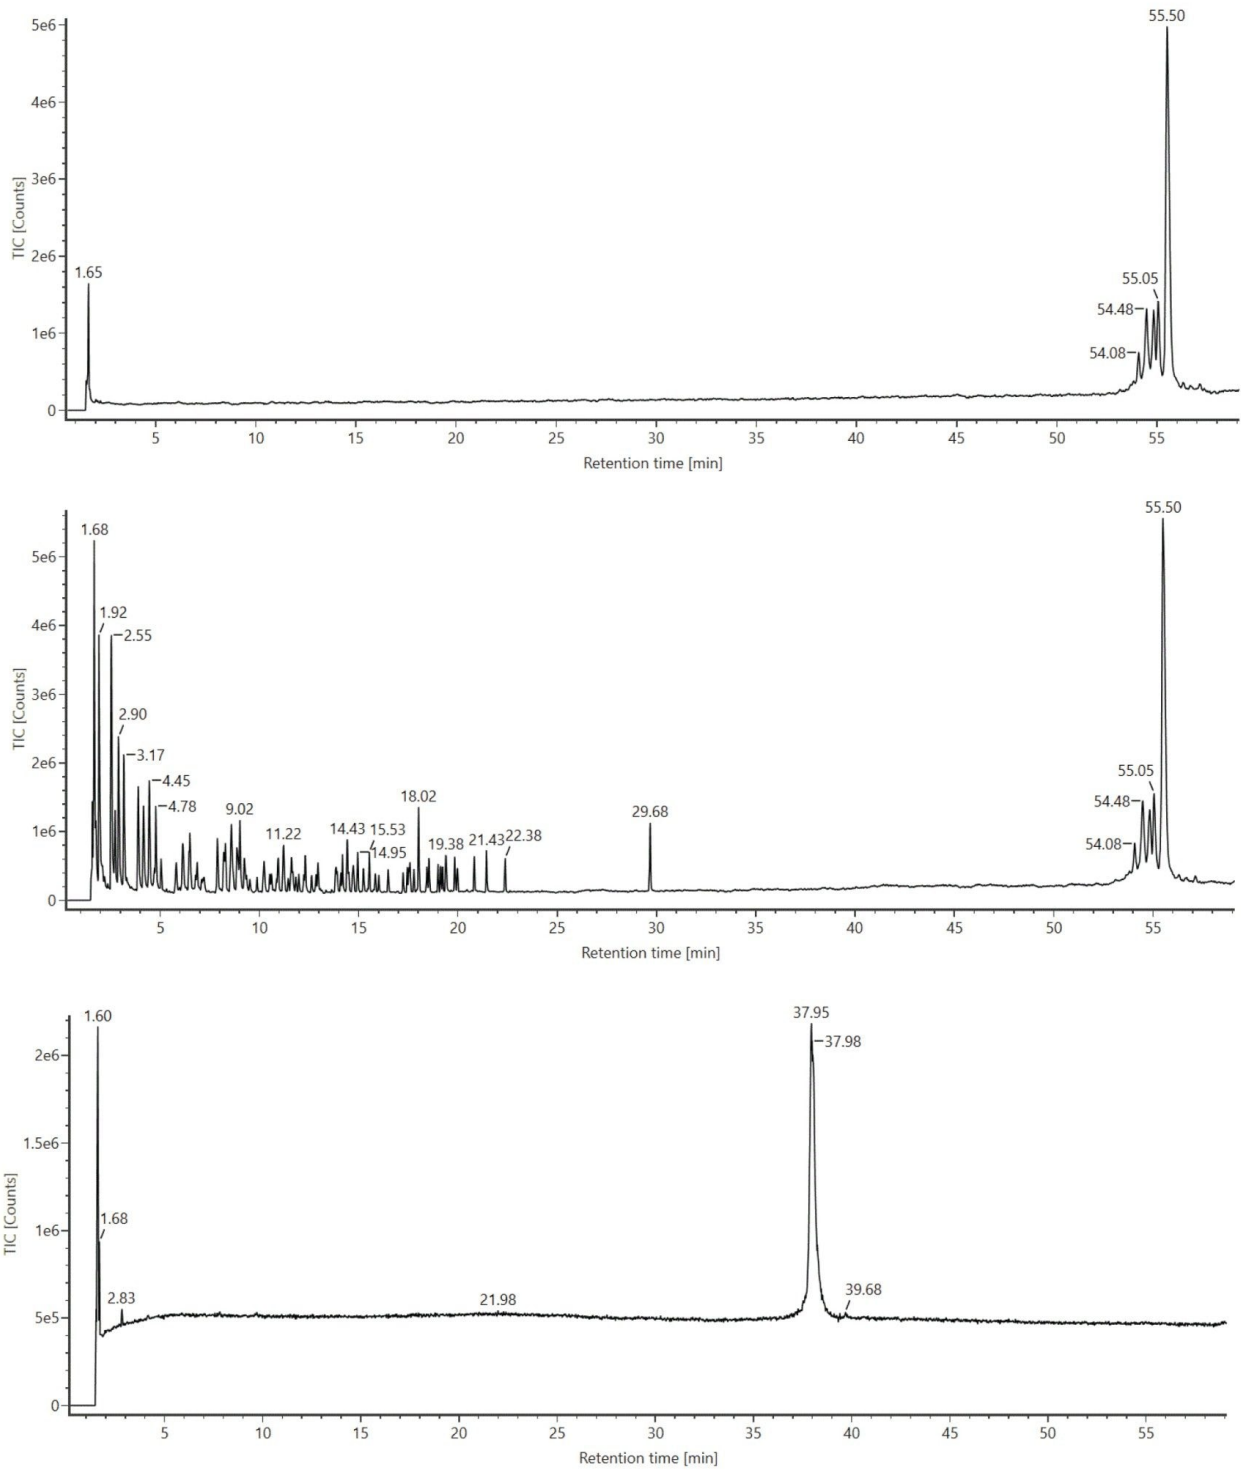 5e6
4e6
3e6
2e6
1e6
0
TIC [Counts]
1.65
54.08
54.48
55.05
55.50
5 10 15 20 25 30 35 40 45 50 55
Retention time [min]
5e6
4e6
3e6
2e6
1e6
0
TIC [Counts]
1.68
1.92
2.55
2.90
3.17
4.45
4.78
9.02
11.22
14.43
15.53
14.95
18.02
19.38
21.43
22.38
29.68
54.08
54.48
55.05
55.50
5 10 15 20 25 30 35 40 45 50 55
Retention time [min]
2e6
1.5e6
1e6
5e5
0
TIC [Counts]
1.60
1.68
2.83
21.98
37.95
37.98
39.68
5 10 15 20 25 30 35 40 45 50 55
Retention time [min]